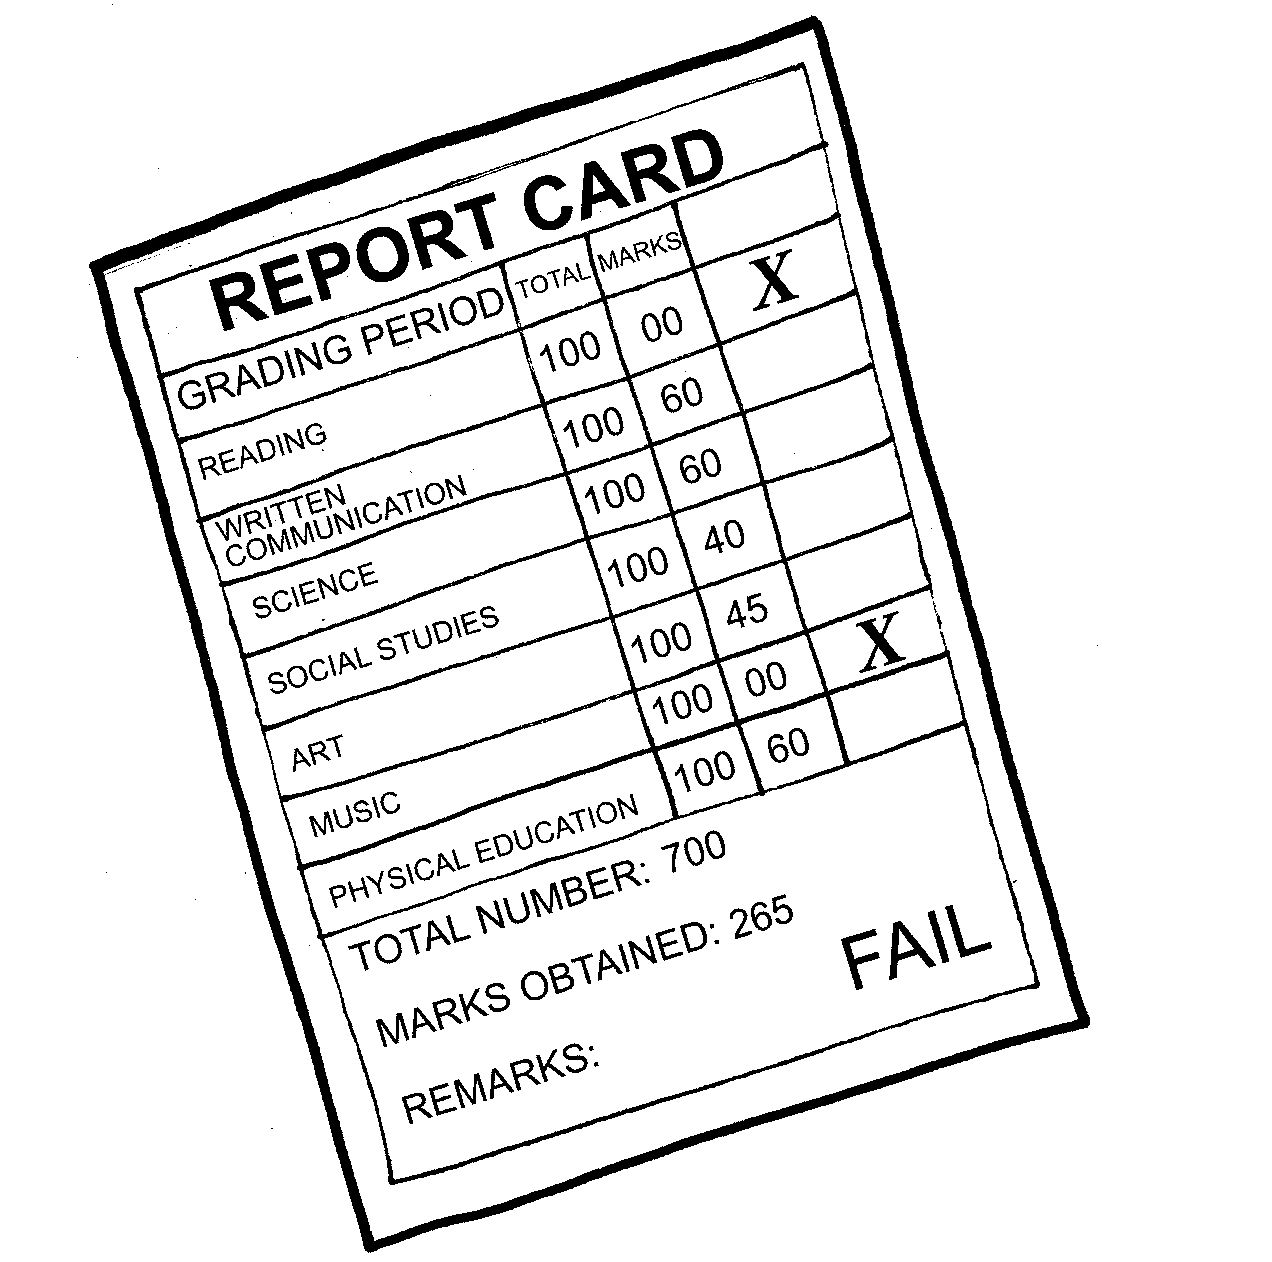 REPORT CARD
GRADING PERIOD TOTAL MARKS
READING 100 00 X
WRITTEN
COMMUNICATION 100 60
SCIENCE 100 60
SOCIAL STUDIES 100 40
ART 100 45
MUSIC 100 00 X
PHYSICAL EDUCATION 100 60
TOTAL NUMBER: 700
MARKS OBTAINED: 265
FAIL
REMARKS: